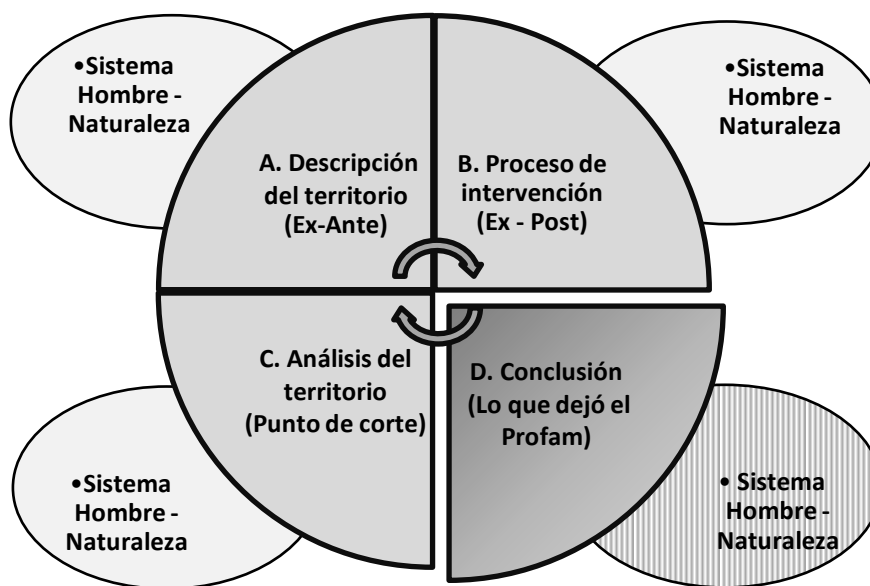 •Sistema
Hombre -
Naturaleza
•Sistema
Hombre -
Naturaleza
A. Descripción
del territorio
(Ex-Ante)
B. Proceso de
intervención
(Ex - Post)
C. Análisis del
territorio
(Punto de corte)
D. Conclusión
(Lo que dejó el
Profam)
•Sistema
Hombre -
Naturaleza
• Sistema
Hombre -
Naturaleza